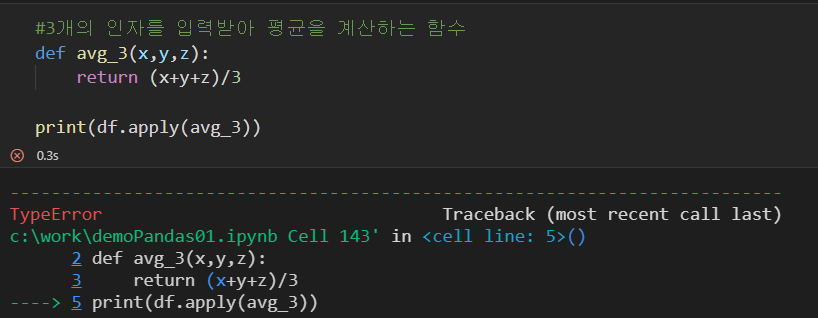 #3개의 인자를 입력받아 평균을 계산하는 함수
def avg_3(x,y,z):
    return (x+y+z)/3
print(df.apply(avg_3))
0.3s
---------------------------------------------------------------------------
TypeError                                 Traceback (most recent call last)
c:\work\demoPandas01.ipynb Cell 143' in <cell line: 5>()
      2 def avg_3(x,y,z):
      3     return (x+y+z)/3
----> 5 print(df.apply(avg_3))